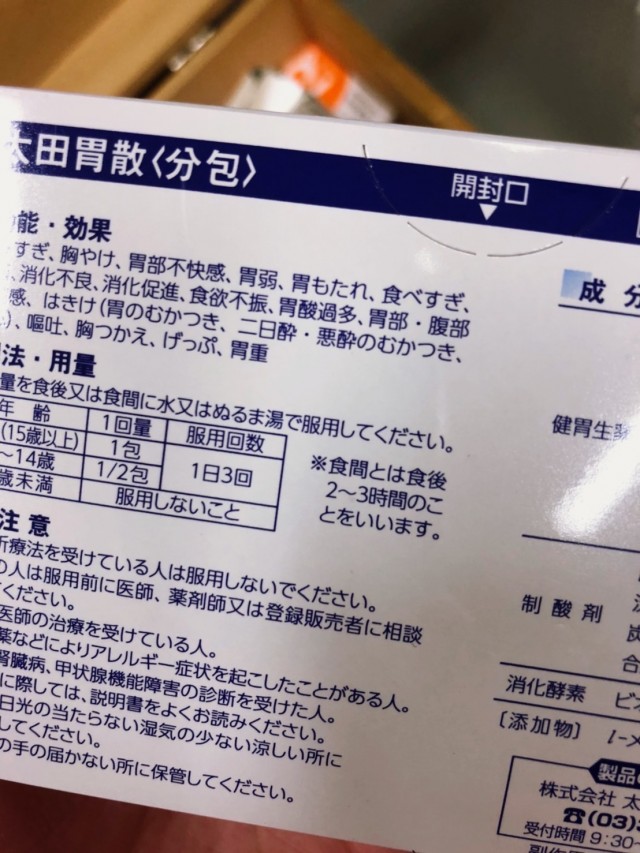 太田胃散〈分包〉
開封口
能・効果
すぎ、胸やけ、胃部不快感、胃弱、胃もたれ、食べすぎ、
、消化不良、消化促進、食欲不振、胃酸過多、胃部・腹部
感、はきけ(胃のむかつき、二日酔・悪酔のむかつき、
)、嘔吐、胸つかえ、げっぷ、胃重
法・用量
量を食後又は食間に水又はぬるま湯で服用してください。
年 齢 1回量 服用回数
(15歳以上) 1包 1日3回
〜14歳 1/2包
歳未満 服用しないこと
※食間とは食後
2〜3時間のこ
とをいいます。
注意
療法を受けている人は服用しないでください。
の人は服用前に医師、薬剤師又は登録販売者に相談
ください。
医師の治療を受けている人。
薬などによりアレルギー症状を起こしたことがある人。
腎臓病、甲状腺機能障害の診断を受けた人。
に際しては、説明書をよくお読みください。
日光の当たらない湿気の少ない涼しい所に
してください。
の手の届かない所に保管してください。
成分
健胃生薬
制酸剤
炭
合
消化酵素 ビオ
〔添加物〕 l-メ
製品の
株式会社 太
☎(03)
受付時間 9:30-